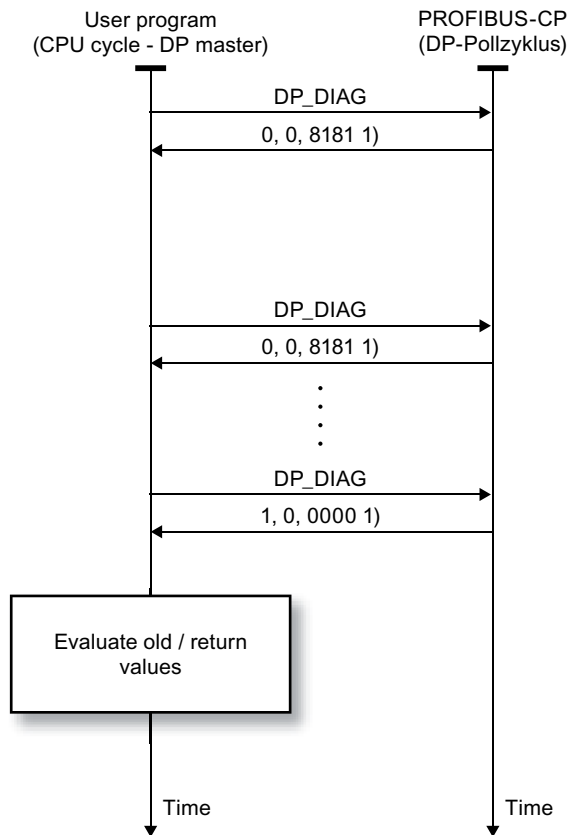 User program
(CPU cycle - DP master)
PROFIBUS-CP
(DP-Pollzyklus)
DP_DIAG
0, 0, 8181 1)
DP_DIAG
0, 0, 8181 1)
DP_DIAG
1, 0, 0000 1)
Evaluate old / return
values
Time
Time